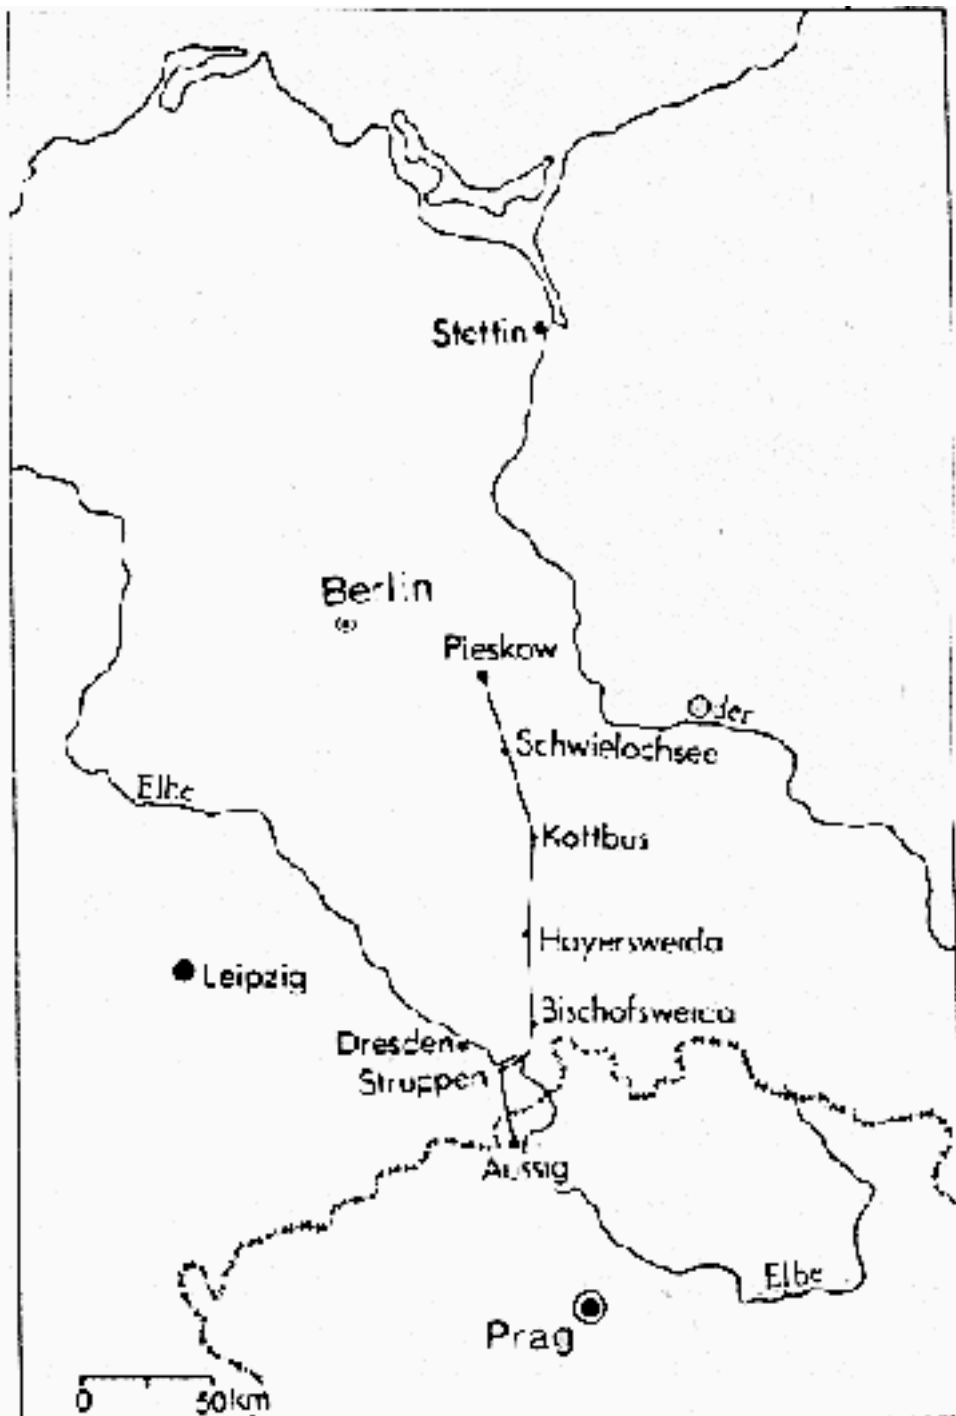 Stettin
Berlin
Pieskow
Oder
Schwielochsee
Elbe
Kottbus
Hoyerswerda
Leipzig
Bischofswerda
Dresden
Struppen
Aussig
Elbe
Prag
0 50km